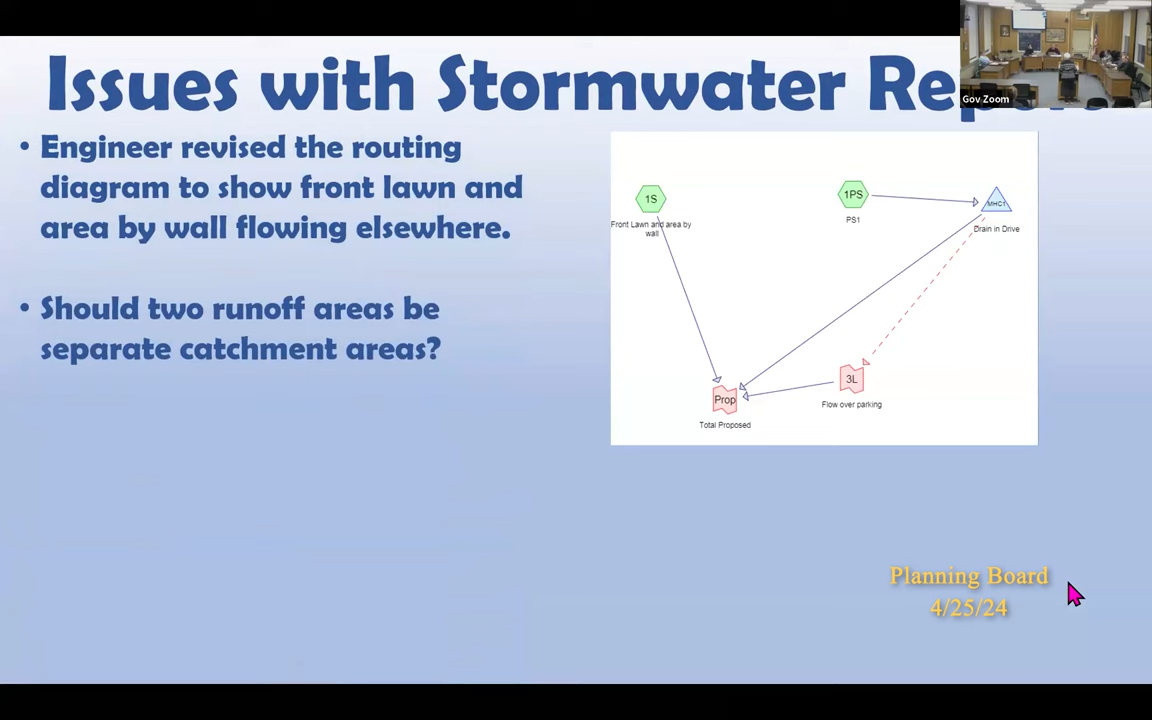 Issues with Stormwater
Gov Zoom
• Engineer revised the routing
diagram to show front lawn and
area by wall flowing elsewhere.
• Should two runoff areas be
separate catchment areas?
1S
Front Lawn and area by
wall
1PS
PS1
MHC1
Drain in Drive
Prop
Total Proposed
3L
Flow over parking
Planning Board
4/25/24